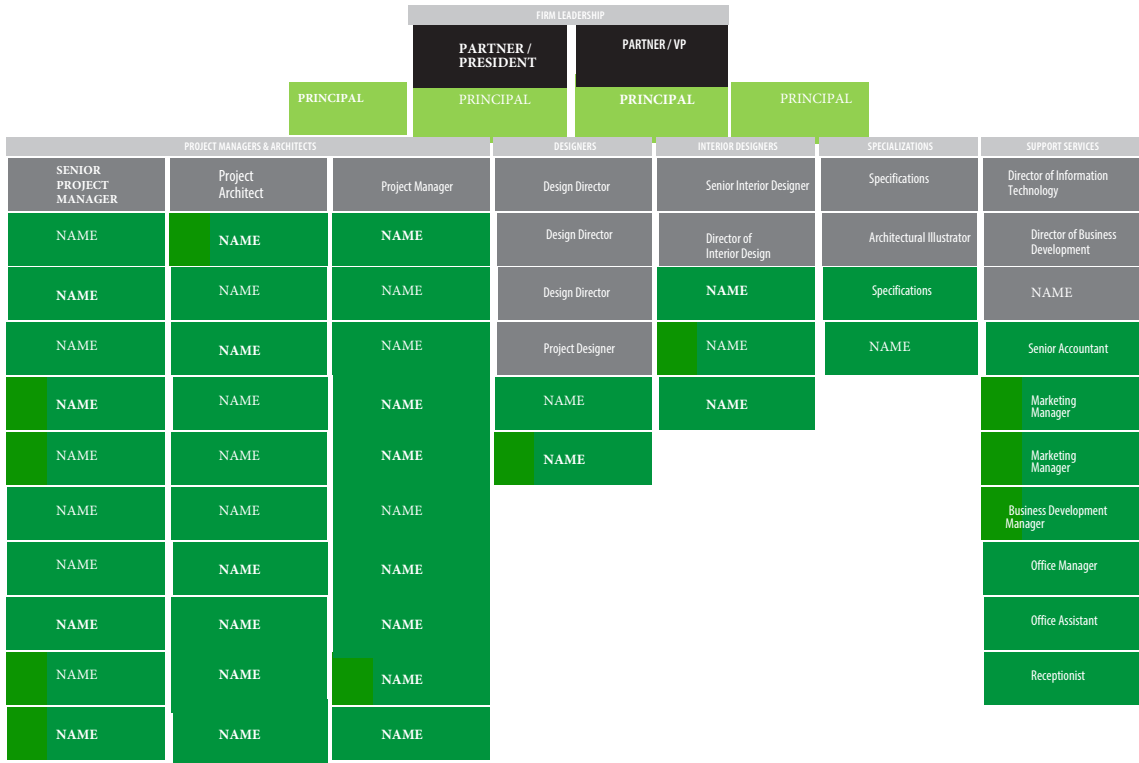 FIRM LEADERSHIP
PARTNER /
PRESIDENT
PARTNER / VP
PRINCIPAL
PRINCIPAL
PRINCIPAL
PRINCIPAL
PROJECT MANAGERS & ARCHITECTS
DESIGNERS
INTERIOR DESIGNERS
SPECIALIZATIONS
SUPPORT SERVICES
SENIOR
PROJECT
MANAGER
Project
Architect
Project Manager
Design Director
Senior Interior Designer
Specifications
Director of Information
Technology
NAME
NAME
NAME
Design Director
Director of
Interior Design
Architectural Illustrator
Director of Business
Development
NAME
NAME
NAME
Design Director
NAME
Specifications
NAME
NAME
NAME
NAME
Project Designer
NAME
NAME
Senior Accountant
NAME
NAME
NAME
NAME
NAME
Marketing
Manager
NAME
NAME
NAME
NAME
Marketing
Manager
NAME
NAME
NAME
Business Development
Manager
NAME
NAME
NAME
Office Manager
NAME
NAME
NAME
Office Assistant
NAME
NAME
NAME
Receptionist
NAME
NAME
NAME